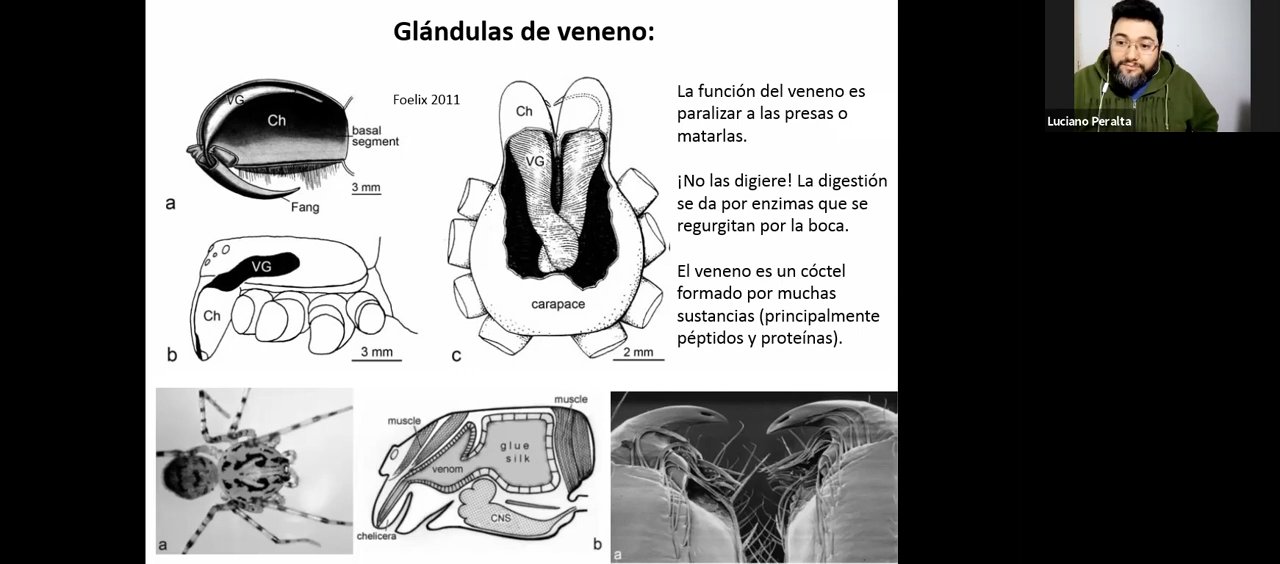 Glándulas de veneno:
Foelix 2011
VG
Ch
basal
segment
3 mm
Fang
a
VG
Ch
3 mm
b
Ch
VG
carapace
2 mm
c
La función del veneno es
paralizar a las presas o
matarlas.
¡No las digiere! La digestión
se da por enzimas que se
regurgitan por la boca.
El veneno es un cóctel
formado por muchas
sustancias (principalmente
péptidos y proteínas).
a
muscle
muscle
glue
silk
venom
CNS
chelicera
b
a
Luciano Peralta